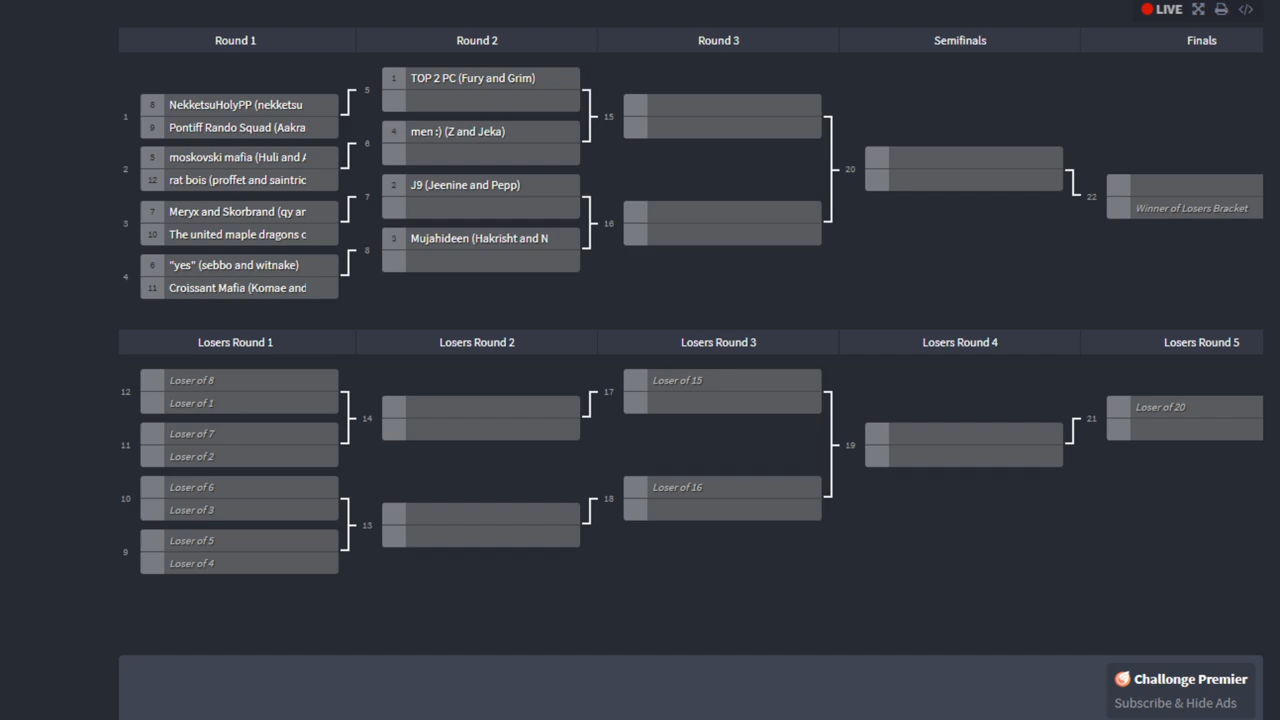 LIVE </>
Round 1 Round 2 Round 3 Semifinals Finals
1
8 NekketsuHolyPP (nekketsu
9 Pontiff Rando Squad (Aakra
2
5 moskovski mafia (Huli and A
12 rat bois (proffet and saintric
3
7 Meryx and Skorbrand (qy ar
10 The united maple dragons c
4
6 "yes" (sebbo and witnake)
11 Croissant Mafia (Komae and
5
1 TOP 2 PC (Fury and Grim)
6
4 men :) (Z and Jeka)
7
2 J9 (Jeenine and Pepp)
8
3 Mujahideen (Hakrisht and N
15
16
20
22
Winner of Losers Bracket
Losers Round 1 Losers Round 2 Losers Round 3 Losers Round 4 Losers Round 5
12
Loser of 8
Loser of 1
11
Loser of 7
Loser of 2
10
Loser of 6
Loser of 3
9
Loser of 5
Loser of 4
14
13
17
Loser of 15
18
Loser of 16
19
21
Loser of 20
Challonge Premier
Subscribe & Hide Ads